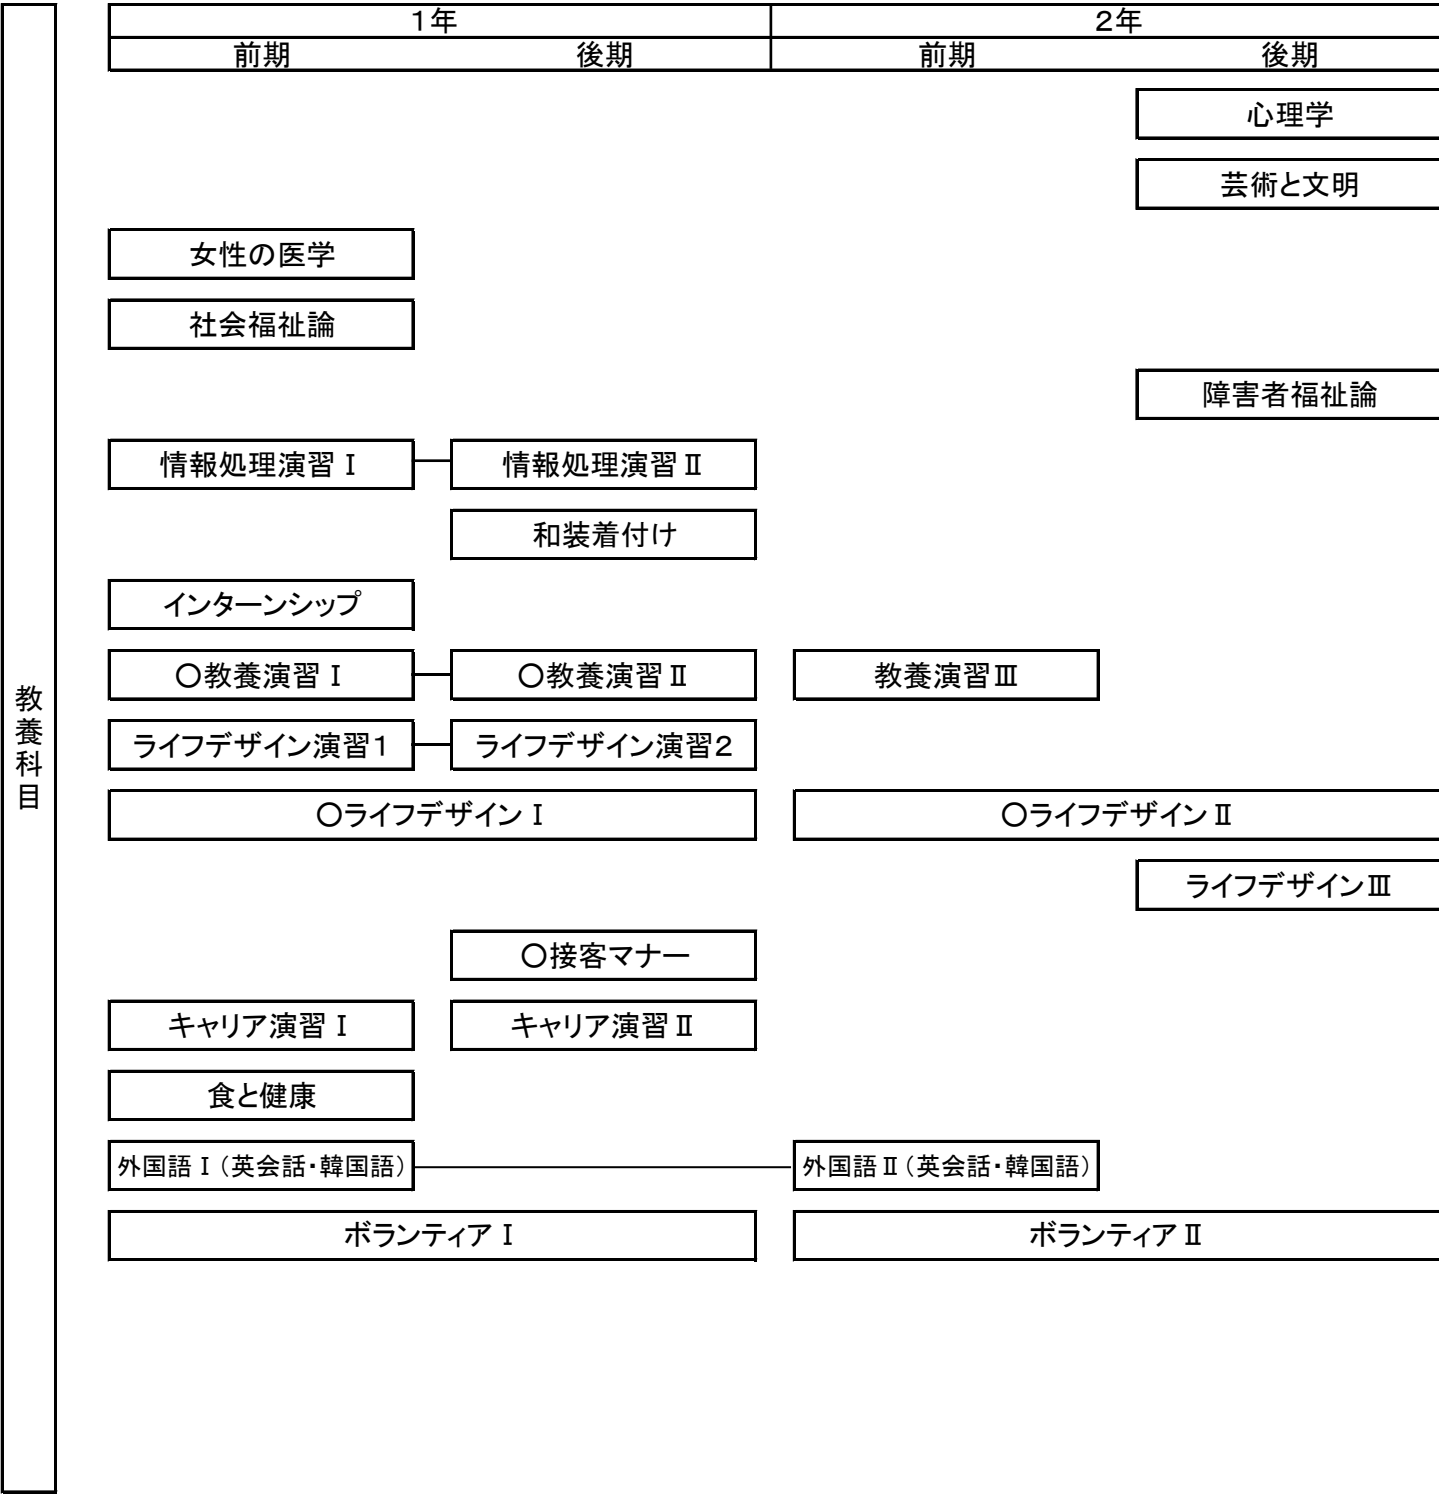 1年
2年
前期
後期
前期
後期
心理学
芸術と文明
女性の医学
社会福祉論
障害者福祉論
情報処理演習Ⅰ
情報処理演習Ⅱ
和装着付け
インターンシップ
○教養演習Ⅰ
○教養演習Ⅱ
教養演習Ⅲ
ライフデザイン演習1
ライフデザイン演習2
○ライフデザインⅠ
○ライフデザインⅡ
ライフデザインⅢ
○接客マナー
キャリア演習Ⅰ
キャリア演習Ⅱ
食と健康
外国語Ⅰ(英会話・韓国語)
外国語Ⅱ(英会話・韓国語)
ボランティアⅠ
ボランティアⅡ
教養科目